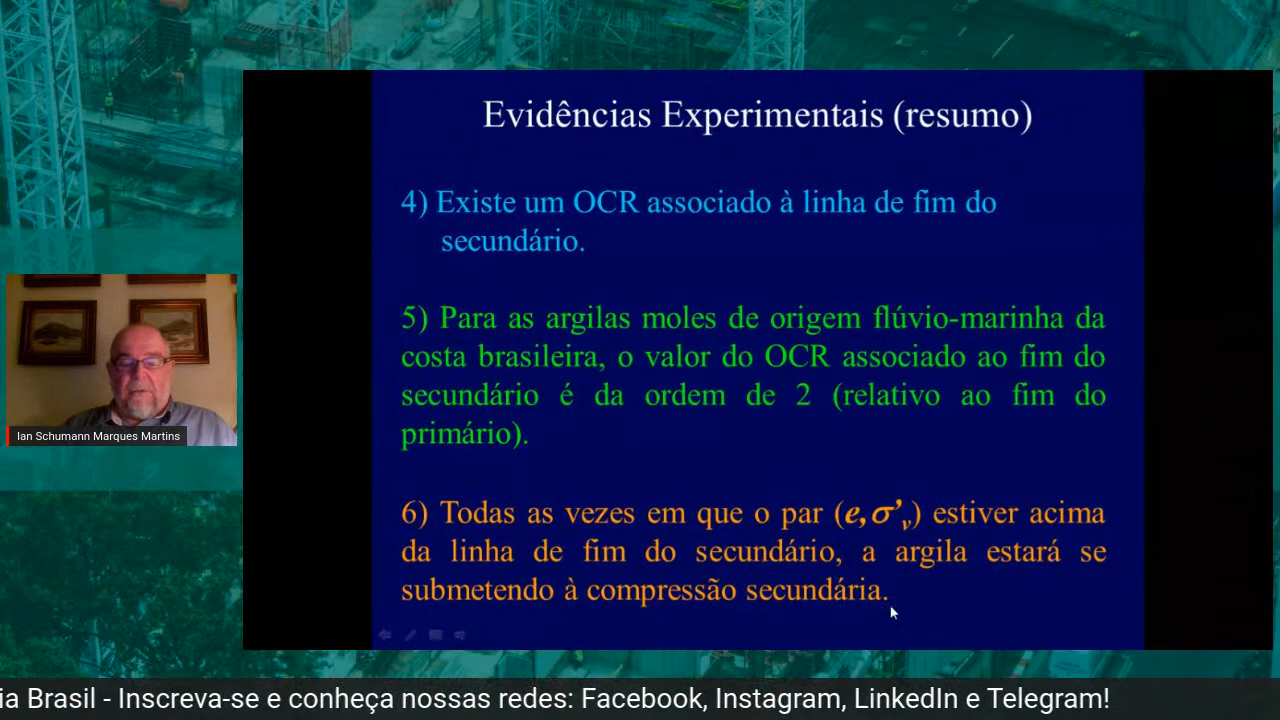 Evidências Experimentais (resumo)
4) Existe um OCR associado à linha de fim do
secundário.
5) Para as argilas moles de origem flúvio-marinha da
costa brasileira, o valor do OCR associado ao fim do
secundário é da ordem de 2 (relativo ao fim do
primário).
6) Todas as vezes em que o par (e,σ'v) estiver acima
da linha de fim do secundário, a argila estará se
submetendo à compressão secundária.
Ian Schumann Marques Martins
ia Brasil - Inscreva-se e conheça nossas redes: Facebook, Instagram, LinkedIn e Telegram!